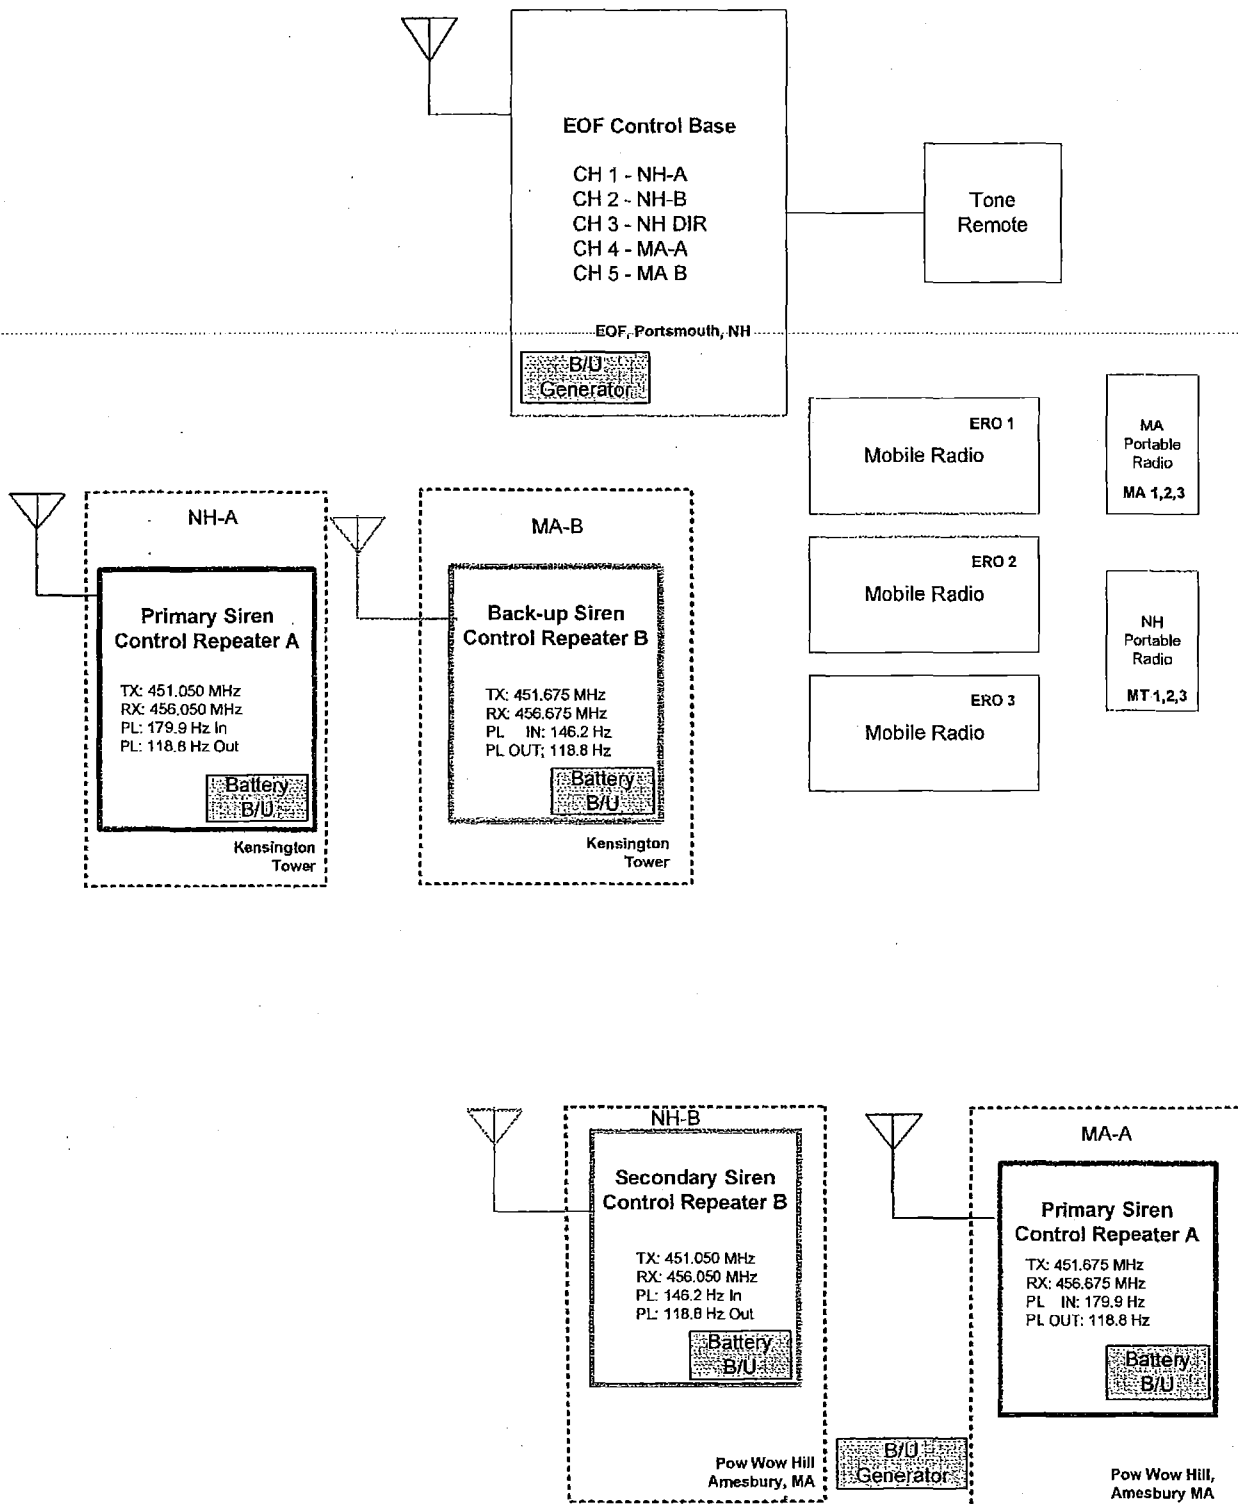 EOF Control Base
CH 1 - NH-A
CH 2 - NH-B
CH 3 - NH DIR
CH 4 - MA-A
CH 5 - MA B
Tone
Remote
EOF, Portsmouth, NH
B/U
Generator
ERO 1
Mobile Radio
MA
Portable
Radio
MA 1,2,3
ERO 2
Mobile Radio
NH
Portable
Radio
MT 1,2,3
ERO 3
Mobile Radio
NH-A
Primary Siren
Control Repeater A
TX: 451.050 MHz
RX: 456.050 MHz
PL: 179.9 Hz In
PL: 118.8 Hz Out
Battery
B/U
Kensington
Tower
MA-B
Back-up Siren
Control Repeater B
TX: 451.675 MHz
RX: 456.675 MHz
PL IN: 146.2 Hz
PL OUT; 118.8 Hz
Battery
B/U
Kensington
Tower
NH-B
Secondary Siren
Control Repeater B
TX: 451.050 MHz
RX: 456.050 MHz
PL: 146.2 Hz In
PL: 118.8 Hz Out
Battery
B/U
Pow Wow Hill
Amesbury, MA
B/U
Generator
MA-A
Primary Siren
Control Repeater A
TX: 451.675 MHz
RX: 456.675 MHz
PL IN: 179.9 Hz
PL OUT: 118.8 Hz
Battery
B/U
Pow Wow Hill,
Amesbury MA